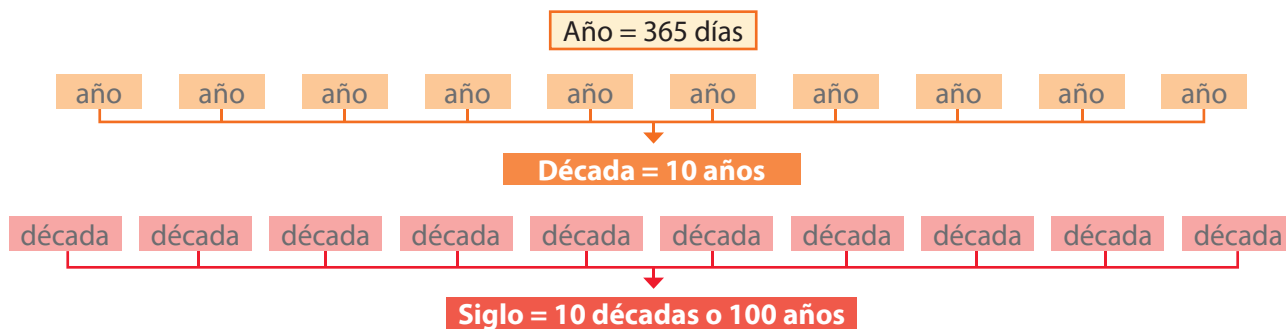 Año = 365 días
año año año año año año año año año año
Década = 10 años
década década década década década década década década década década
Siglo = 10 décadas o 100 años